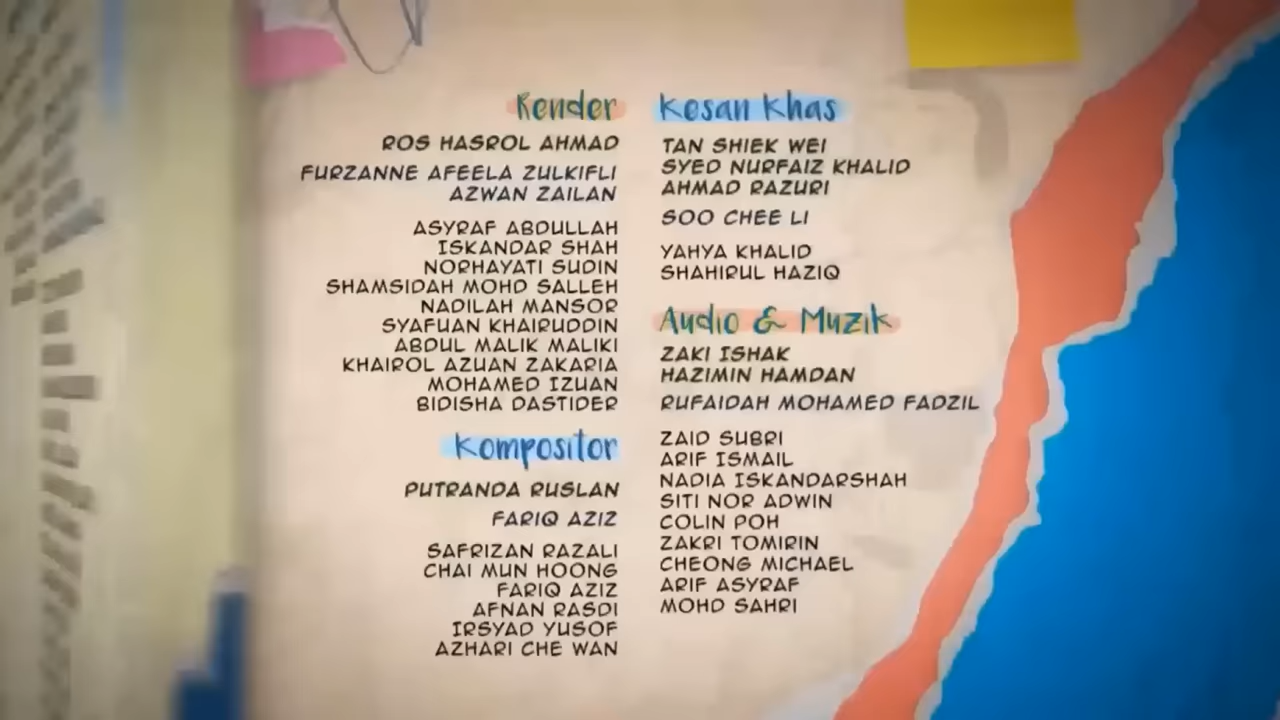 Render
ROS HASROL AHMAD
FURZANNE AFEELA ZULKIFLI
AZWAN ZAILAN
ASYRAF ABDULLAH
ISKANDAR SHAH
NORHAYATI SUDIN
SHAMSIDAH MOHD SALLEH
NADILAH MANSOR
SYAFUAN KHAIRUDDIN
ABDUL MALIK MALIKI
KHAIROL AZUAN ZAKARIA
MOHAMED IZUAN
BIDISHA DASTIDER
Kompositor
PUTRANDA RUSLAN
FARIQ AZIZ
SAFRIZAN RAZALI
CHAI MUN HOONG
FARIQ AZIZ
AFNAN RASDI
IRSYAD YUSOF
AZHARI CHE WAN
Kesan Khas
TAN SHIEK WEI
SYED NURFAIZ KHALID
AHMAD RAZURI
SOO CHEE LI
YAHYA KHALID
SHAHIRUL HAZIQ
Audio & Muzik
ZAKI ISHAK
HAZIMIN HAMDAN
RUFAIDAH MOHAMED FADZIL
ZAID SUBRI
ARIF ISMAIL
NADIA ISKANDARSHAH
SITI NOR ADWIN
COLIN POH
ZAKRI TOMIRIN
CHEONG MICHAEL
ARIF ASYRAF
MOHD SAHRI